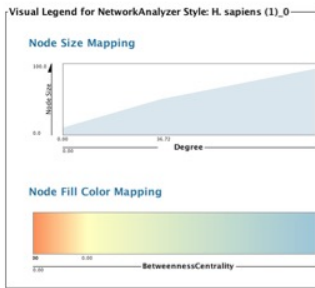 Visual Legend for NetworkAnalyzer Style: H. sapiens (1)_0
Node Size Mapping
100.0
Node Size
0.0
0.00
36.72
0.00
Degree
Node Fill Color Mapping
0.00
0.00
BetweennessCentrality